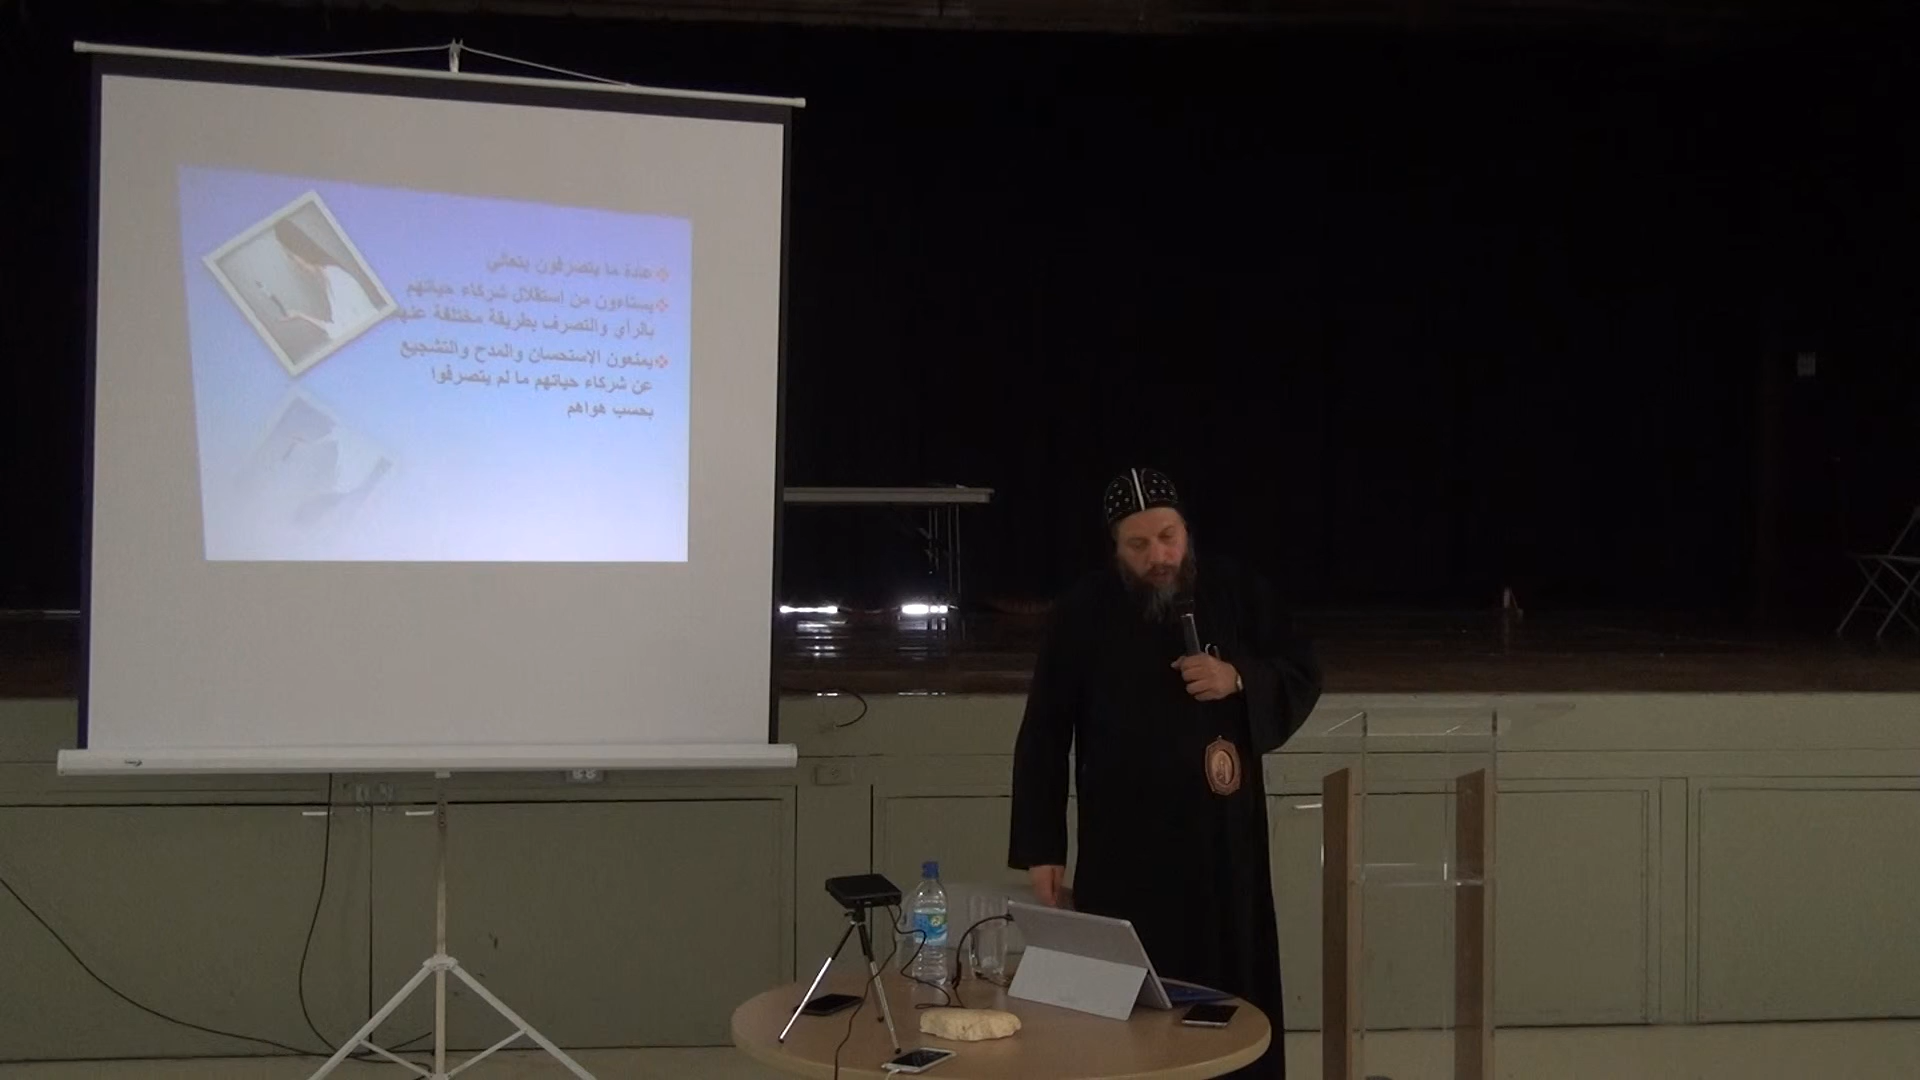 عادة ما يتصرفون بتعالي
يستاءون من استقلال شركاء حياتهم
بالرأي والتصرف بطريقة مختلفة عنهم
يمنعون الإستحسان والمدح والتشجيع
عن شركاء حياتهم ما لم يتصرفوا
بحسب هواهم